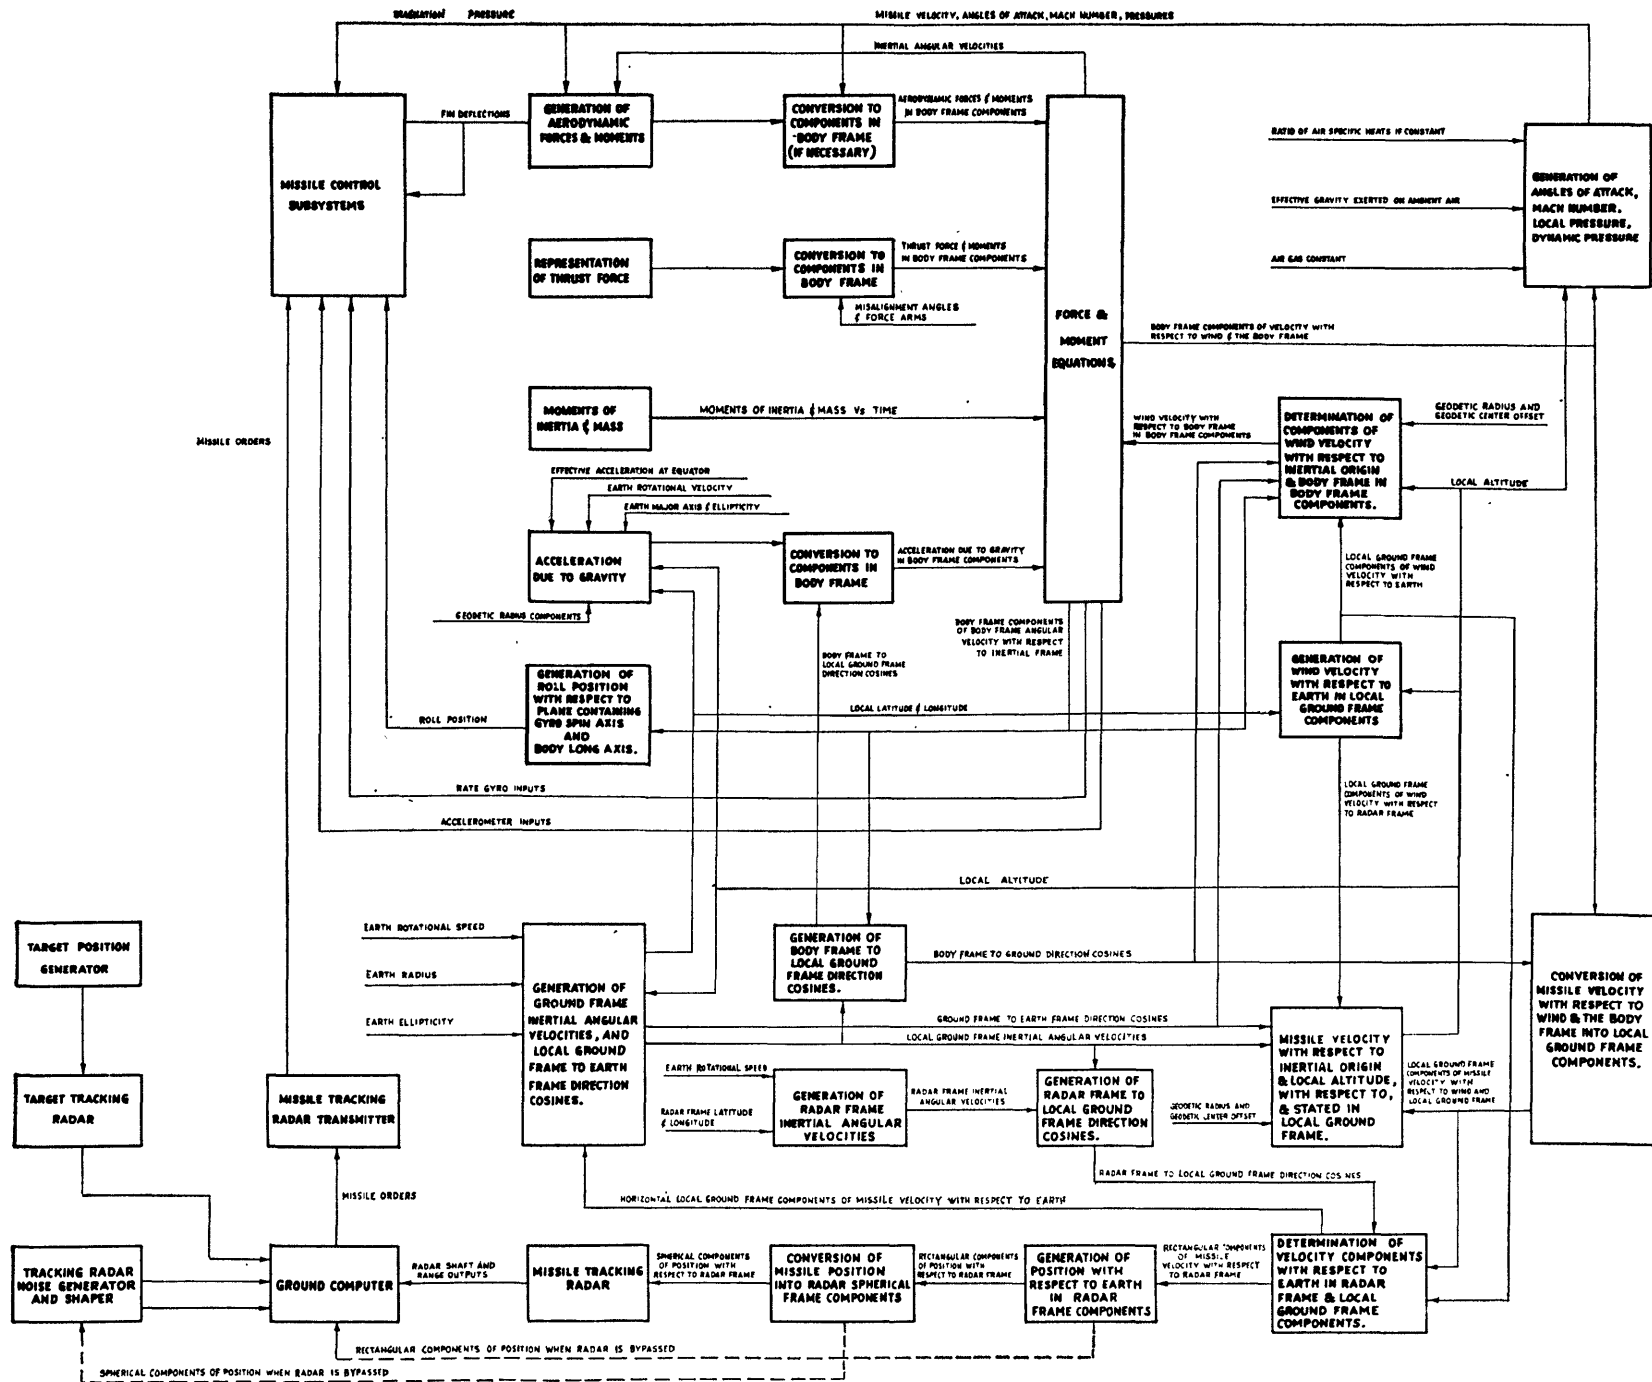 STAGNATION PRESSURE
MISSILE VELOCITY, ANGLES OF ATTACK, MACH NUMBER, PRESSURES
INERTIAL ANGULAR VELOCITIES
MISSILE CONTROL
SUBSYSTEMS
FIN DEFLECTIONS
GENERATION OF
AERODYNAMIC
FORCES & MOMENTS
CONVERSION TO
COMPONENTS IN
BODY FRAME
(IF NECESSARY)
AERODYNAMIC FORCES & MOMENTS
IN BODY FRAME COMPONENTS
FORCE &
MOMENT
EQUATIONS,
RATIO OF AIR SPECIFIC HEATS IF CONSTANT
EFFECTIVE GRAVITY EXERTED ON AMBIENT AIR
AIR GAS CONSTANT
GENERATION OF
ANGLES OF ATTACK,
MACH NUMBER,
LOCAL PRESSURE,
DYNAMIC PRESSURE
REPRESENTATION
OF THRUST FORCE
CONVERSION TO
COMPONENTS IN
BODY FRAME
THRUST FORCE & MOMENTS
IN BODY FRAME COMPONENTS
MISALIGNMENT ANGLES
& FORCE ARMS
BODY FRAME COMPONENTS OF VELOCITY WITH
RESPECT TO WIND & THE BODY FRAME
MOMENTS OF
INERTIA & MASS
MOMENTS OF INERTIA & MASS Vs TIME
WIND VELOCITY WITH
RESPECT TO BODY FRAME
IN BODY FRAME COMPONENTS
DETERMINATION OF
COMPONENTS OF
WIND VELOCITY
WITH RESPECT TO
INERTIAL ORIGIN
& BODY FRAME IN
BODY FRAME
COMPONENTS.
GEODETIC RADIUS AND
GEODETIC CENTER OFFSET
LOCAL ALTITUDE
MISSILE ORDERS
EFFECTIVE ACCELERATION AT EQUATOR
EARTH ROTATIONAL VELOCITY
EARTH MAJOR AXIS & ELLIPTICITY
ACCELERATION
DUE TO GRAVITY
GEODETIC RADIUS COMPONENTS
CONVERSION TO
COMPONENTS IN
BODY FRAME
ACCELERATION DUE TO GRAVITY
IN BODY FRAME COMPONENTS
LOCAL GROUND FRAME
COMPONENTS OF WIND
VELOCITY WITH
RESPECT TO EARTH
BODY FRAME COMPONENTS
OF BODY FRAME ANGULAR
VELOCITY WITH RESPECT
TO INERTIAL FRAME
BODY FRAME TO
LOCAL GROUND FRAME
DIRECTION COSINES
GENERATION OF
ROLL POSITION
WITH RESPECT TO
PLANE CONTAINING
GYRO SPIN AXIS
AND
BODY LONG AXIS.
ROLL POSITION
LOCAL LATITUDE & LONGITUDE
GENERATION OF
WIND VELOCITY
WITH RESPECT TO
EARTH IN LOCAL
GROUND FRAME
COMPONENTS
RATE GYRO INPUTS
ACCELEROMETER INPUTS
LOCAL GROUND FRAME
COMPONENTS OF WIND
VELOCITY WITH RESPECT
TO RADAR FRAME
LOCAL ALTITUDE
TARGET POSITION
GENERATOR
EARTH ROTATIONAL SPEED
EARTH RADIUS
EARTH ELLIPTICITY
GENERATION OF
GROUND FRAME
INERTIAL ANGULAR
VELOCITIES, AND
LOCAL GROUND
FRAME TO EARTH
FRAME DIRECTION
COSINES.
GENERATION OF
BODY FRAME TO
LOCAL GROUND
FRAME DIRECTION
COSINES.
BODY FRAME TO GROUND DIRECTION COSINES
GROUND FRAME TO EARTH FRAME DIRECTION COSINES
LOCAL GROUND FRAME INERTIAL ANGULAR VELOCITIES
CONVERSION OF
MISSILE VELOCITY
WITH RESPECT TO
WIND & THE BODY
FRAME INTO LOCAL
GROUND FRAME
COMPONENTS.
TARGET TRACKING
RADAR
MISSILE TRACKING
RADAR TRANSMITTER
EARTH ROTATIONAL SPEED
RADAR FRAME LATITUDE
& LONGITUDE
GENERATION OF
RADAR FRAME
INERTIAL ANGULAR
VELOCITIES
RADAR FRAME INERTIAL
ANGULAR VELOCITIES
GENERATION OF
RADAR FRAME TO
LOCAL GROUND
FRAME DIRECTION
COSINES.
GEODETIC RADIUS AND
GEODETIC CENTER OFFSET
MISSILE VELOCITY
WITH RESPECT TO
INERTIAL ORIGIN
& LOCAL ALTITUDE,
WITH RESPECT TO,
& STATED IN
LOCAL GROUND
FRAME.
LOCAL GROUND FRAME
COMPONENTS OF MISSILE
VELOCITY WITH
RESPECT TO WIND AND
LOCAL GROWND FRAME
RADAR FRAME TO LOCAL GROUND FRAME DIRECTION COSINES
MISSILE ORDERS
HORIZONTAL LOCAL GROUND FRAME COMPONENTS OF MISSILE VELOCITY WITH RESPECT TO EARTH
TRACKING RADAR
NOISE GENERATOR
AND SHAPER
GROUND COMPUTER
RADAR SHAFT AND
RANGE OUTPUTS
MISSILE TRACKING
RADAR
SPHERICAL COMPONENTS
OF POSITION WITH
RESPECT TO RADAR FRAME
CONVERSION OF
MISSILE POSITION
INTO RADAR SPHERICAL
FRAME COMPONENTS
RECTANGULAR COMPONENTS
OF POSITION WITH
RESPECT TO RADAR FRAME
GENERATION OF
POSITION WITH
RESPECT TO EARTH
IN RADAR
FRAME COMPONENTS
RECTANGULAR COMPONENTS
OF MISSILE
VELOCITY WITH RESPECT
TO RADAR FRAME
DETERMINATION OF
VELOCITY COMPONENTS
WITH RESPECT TO
EARTH IN RADAR
FRAME & LOCAL
GROUND FRAME
COMPONENTS.
RECTANGULAR COMPONENTS OF POSITION WHEN RADAR IS BYPASSED
SPHERICAL COMPONENTS OF POSITION WHEN RADAR IS BYPASSED